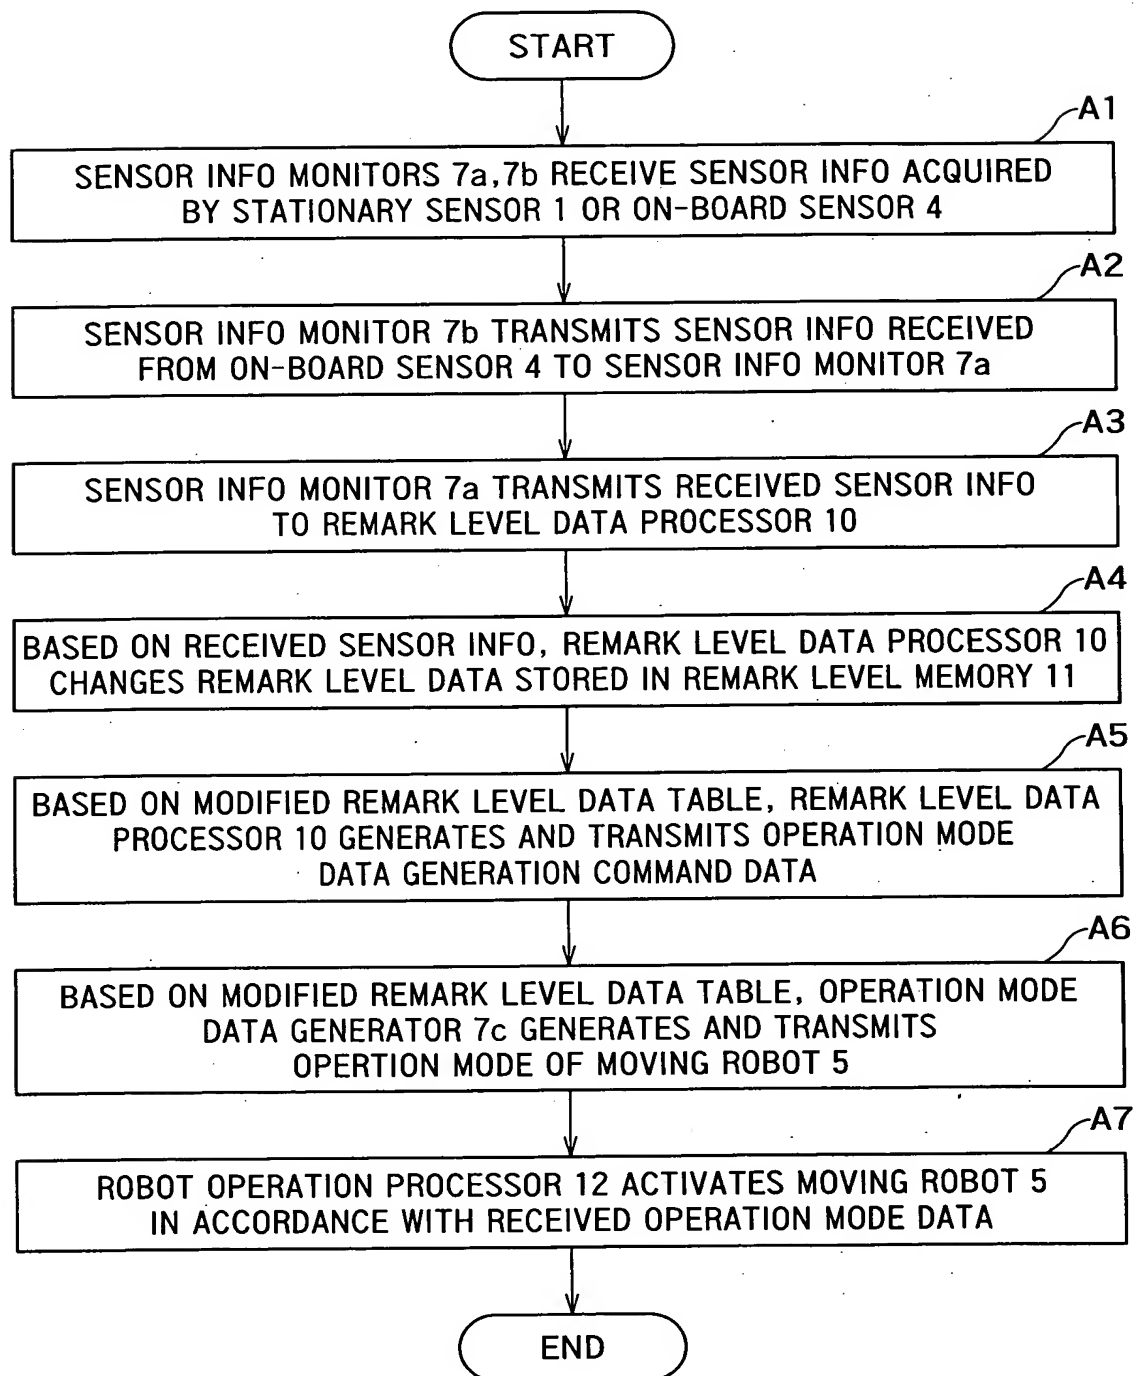 START
A1
SENSOR INFO MONITORS 7a,7b RECEIVE SENSOR INFO ACQUIRED
BY STATIONARY SENSOR 1 OR ON-BOARD SENSOR 4
A2
SENSOR INFO MONITOR 7b TRANSMITS SENSOR INFO RECEIVED
FROM ON-BOARD SENSOR 4 TO SENSOR INFO MONITOR 7a
A3
SENSOR INFO MONITOR 7a TRANSMITS RECEIVED SENSOR INFO
TO REMARK LEVEL DATA PROCESSOR 10
A4
BASED ON RECEIVED SENSOR INFO, REMARK LEVEL DATA PROCESSOR 10
CHANGES REMARK LEVEL DATA STORED IN REMARK LEVEL MEMORY 11
A5
BASED ON MODIFIED REMARK LEVEL DATA TABLE, REMARK LEVEL DATA
PROCESSOR 10 GENERATES AND TRANSMITS OPERATION MODE
DATA GENERATION COMMAND DATA
A6
BASED ON MODIFIED REMARK LEVEL DATA TABLE, OPERATION MODE
DATA GENERATOR 7c GENERATES AND TRANSMITS
OPERTION MODE OF MOVING ROBOT 5
A7
ROBOT OPERATION PROCESSOR 12 ACTIVATES MOVING ROBOT 5
IN ACCORDANCE WITH RECEIVED OPERATION MODE DATA
END